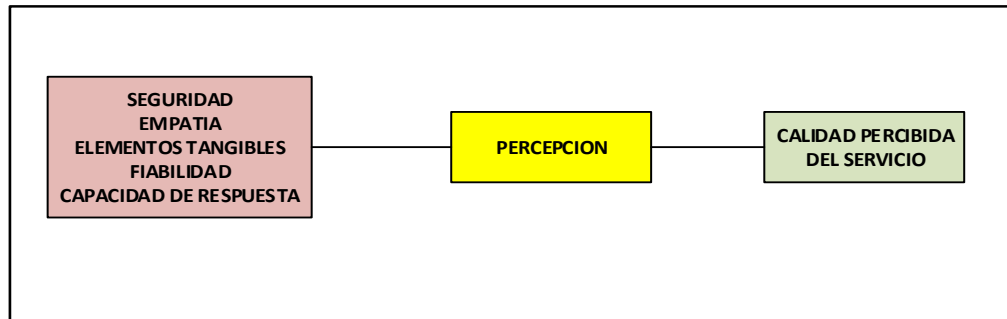 SEGURIDAD
EMPATIA
ELEMENTOS TANGIBLES
FIABILIDAD
CAPACIDAD DE RESPUESTA
PERCEPCION
CALIDAD PERCIBIDA
DEL SERVICIO